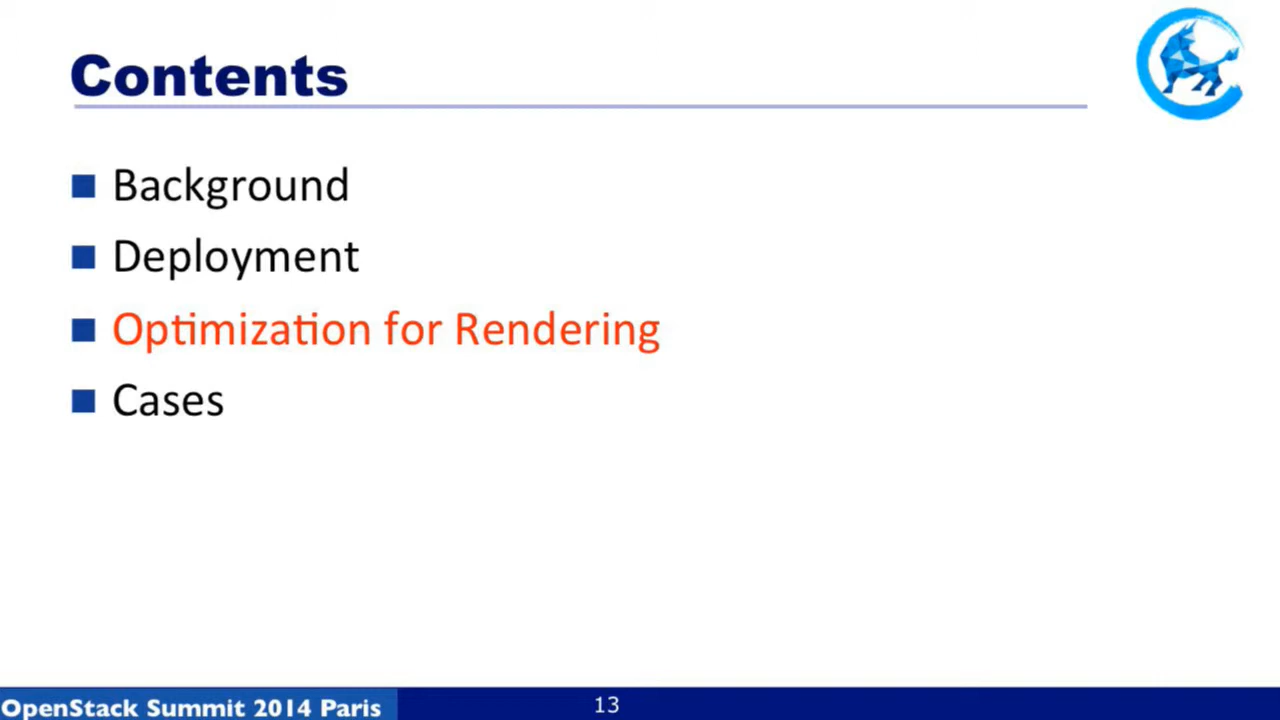 Contents
Background
Deployment
Optimization for Rendering
Cases
OpenStack Summit 2014 Paris
13